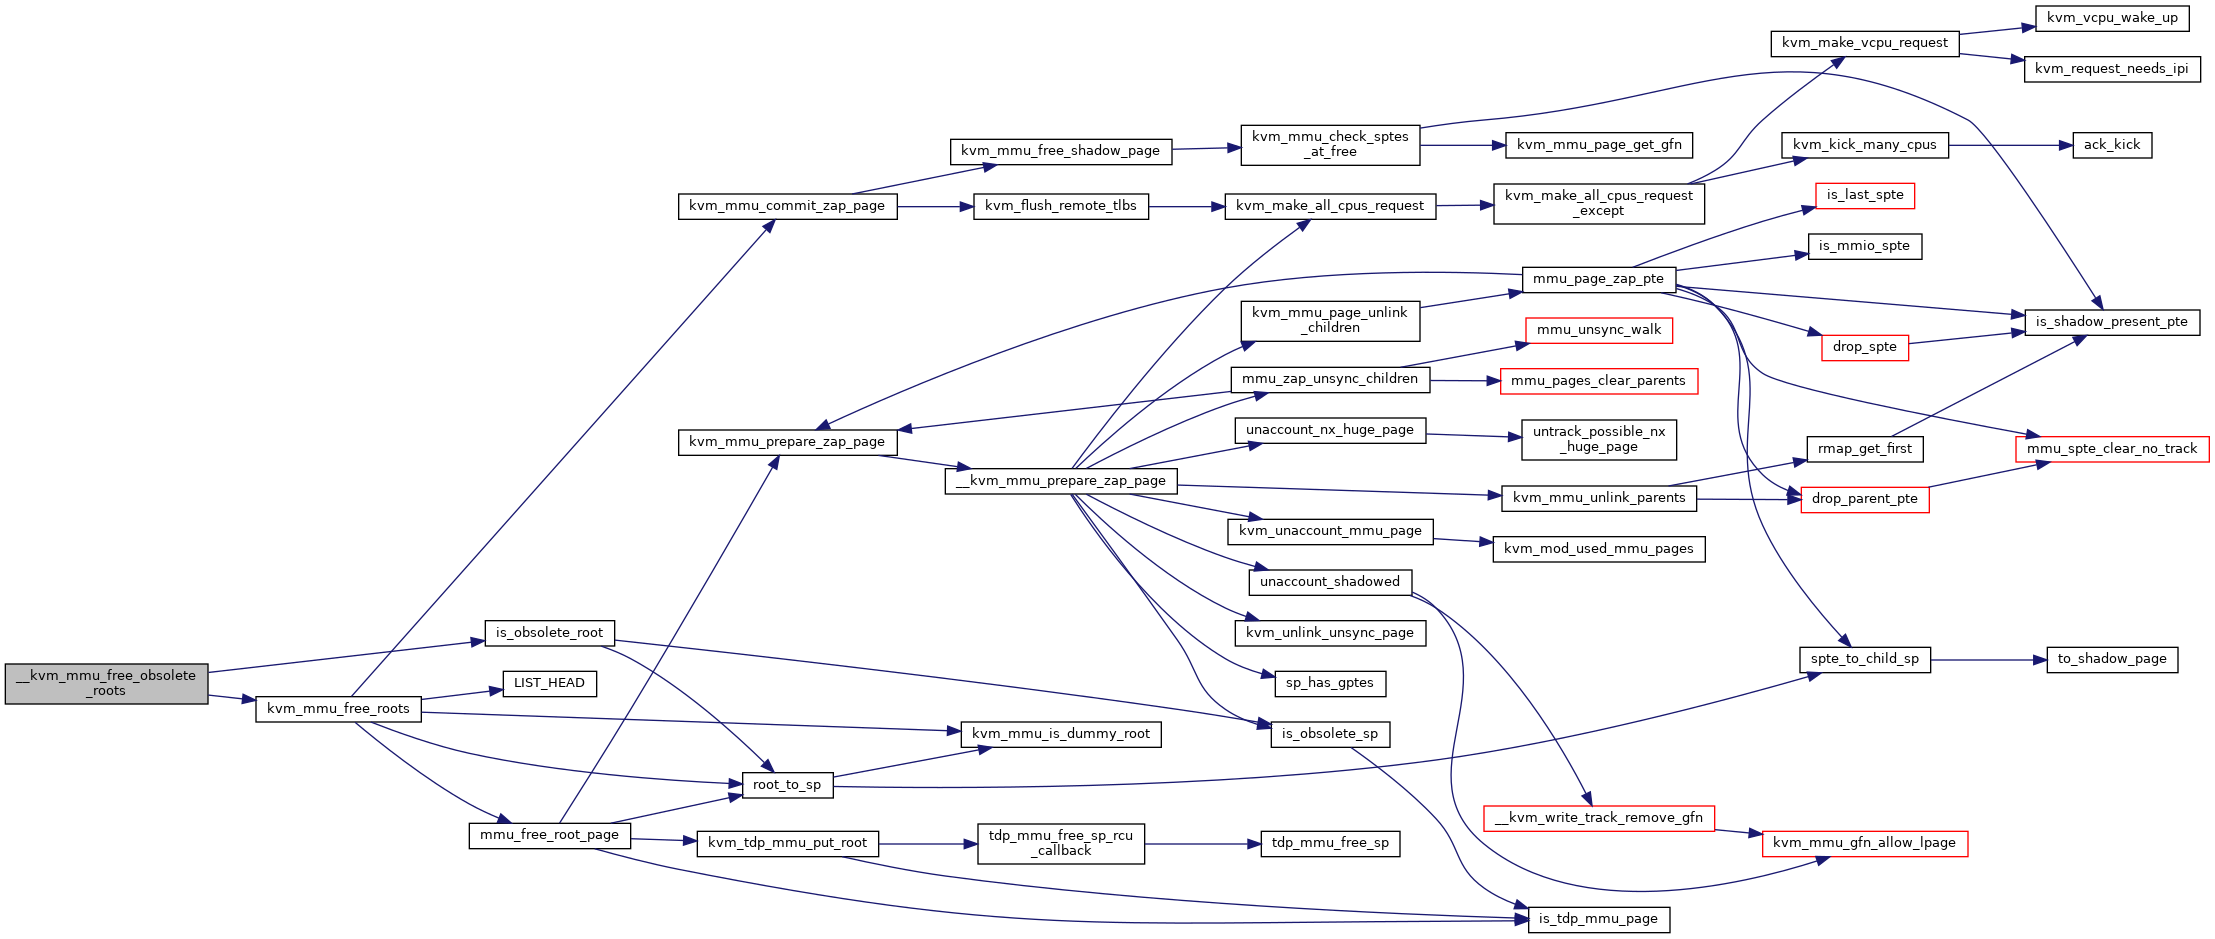 __kvm_mmu_free_obsolete
_roots
is_obsolete_root
kvm_mmu_free_roots
LIST_HEAD
mmu_free_root_page
kvm_mmu_commit_zap_page
kvm_mmu_prepare_zap_page
root_to_sp
kvm_tdp_mmu_put_root
kvm_mmu_free_shadow_page
kvm_flush_remote_tlbs
__kvm_mmu_prepare_zap_page
kvm_mmu_is_dummy_root
tdp_mmu_free_sp_rcu
_callback
kvm_mmu_check_sptes
_at_free
kvm_make_all_cpus_request
kvm_mmu_page_unlink
_children
mmu_zap_unsync_children
unaccount_nx_huge_page
kvm_unaccount_mmu_page
unaccount_shadowed
kvm_unlink_unsync_page
sp_has_gptes
is_obsolete_sp
tdp_mmu_free_sp
kvm_mmu_page_get_gfn
kvm_make_all_cpus_request
_except
mmu_page_zap_pte
mmu_unsync_walk
mmu_pages_clear_parents
untrack_possible_nx
_huge_page
kvm_mmu_unlink_parents
kvm_mod_used_mmu_pages
__kvm_write_track_remove_gfn
is_tdp_mmu_page
kvm_make_vcpu_request
kvm_kick_many_cpus
is_last_spte
is_mmio_spte
drop_spte
rmap_get_first
drop_parent_pte
spte_to_child_sp
kvm_mmu_gfn_allow_lpage
kvm_vcpu_wake_up
kvm_request_needs_ipi
ack_kick
is_shadow_present_pte
mmu_spte_clear_no_track
to_shadow_page